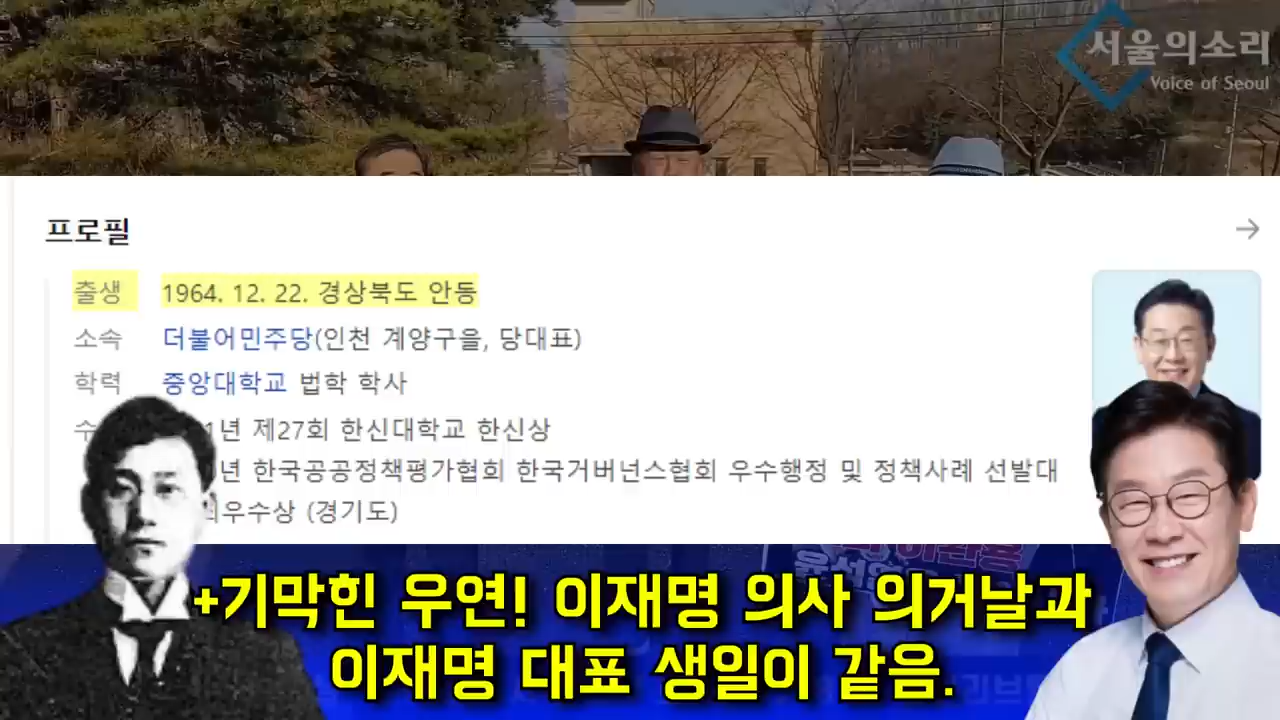 서울의소리
Voice of Seoul
프로필
출생 1964. 12. 22. 경상북도 안동
소속 더불어민주당(인천 계양구을, 당대표)
학력 중앙대학교 법학 학사
년 제27회 한신대학교 한신상
년 한국공공정책평가협회 한국거버넌스협회 우수행정 및 정책사례 선발대
우수상 (경기도)
+기막힌 우연! 이재명 의사 의거날과
이재명 대표 생일이 같음.